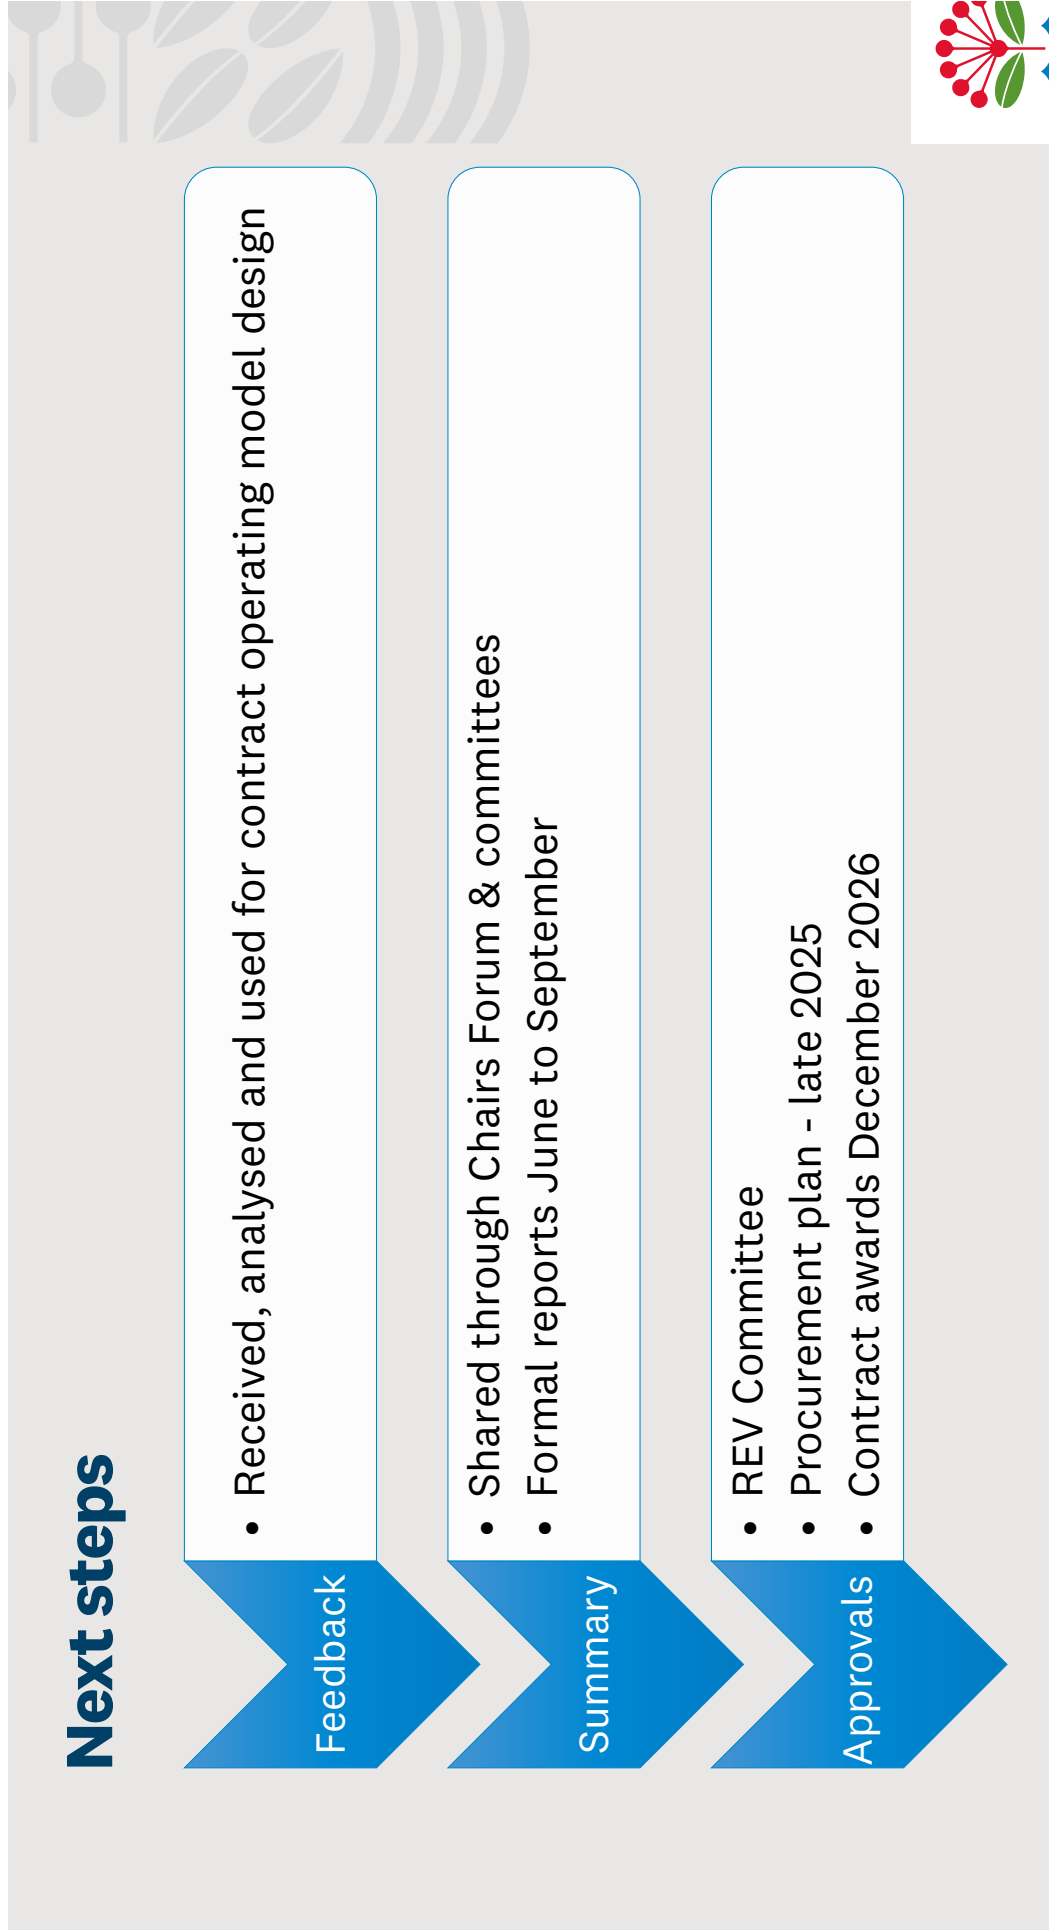 Next steps
Feedback
• Received, analysed and used for contract operating model design
Summary
• Shared through Chairs Forum & committees
• Formal reports June to September
Approvals
• REV Committee
• Procurement plan - late 2025
• Contract awards December 2026